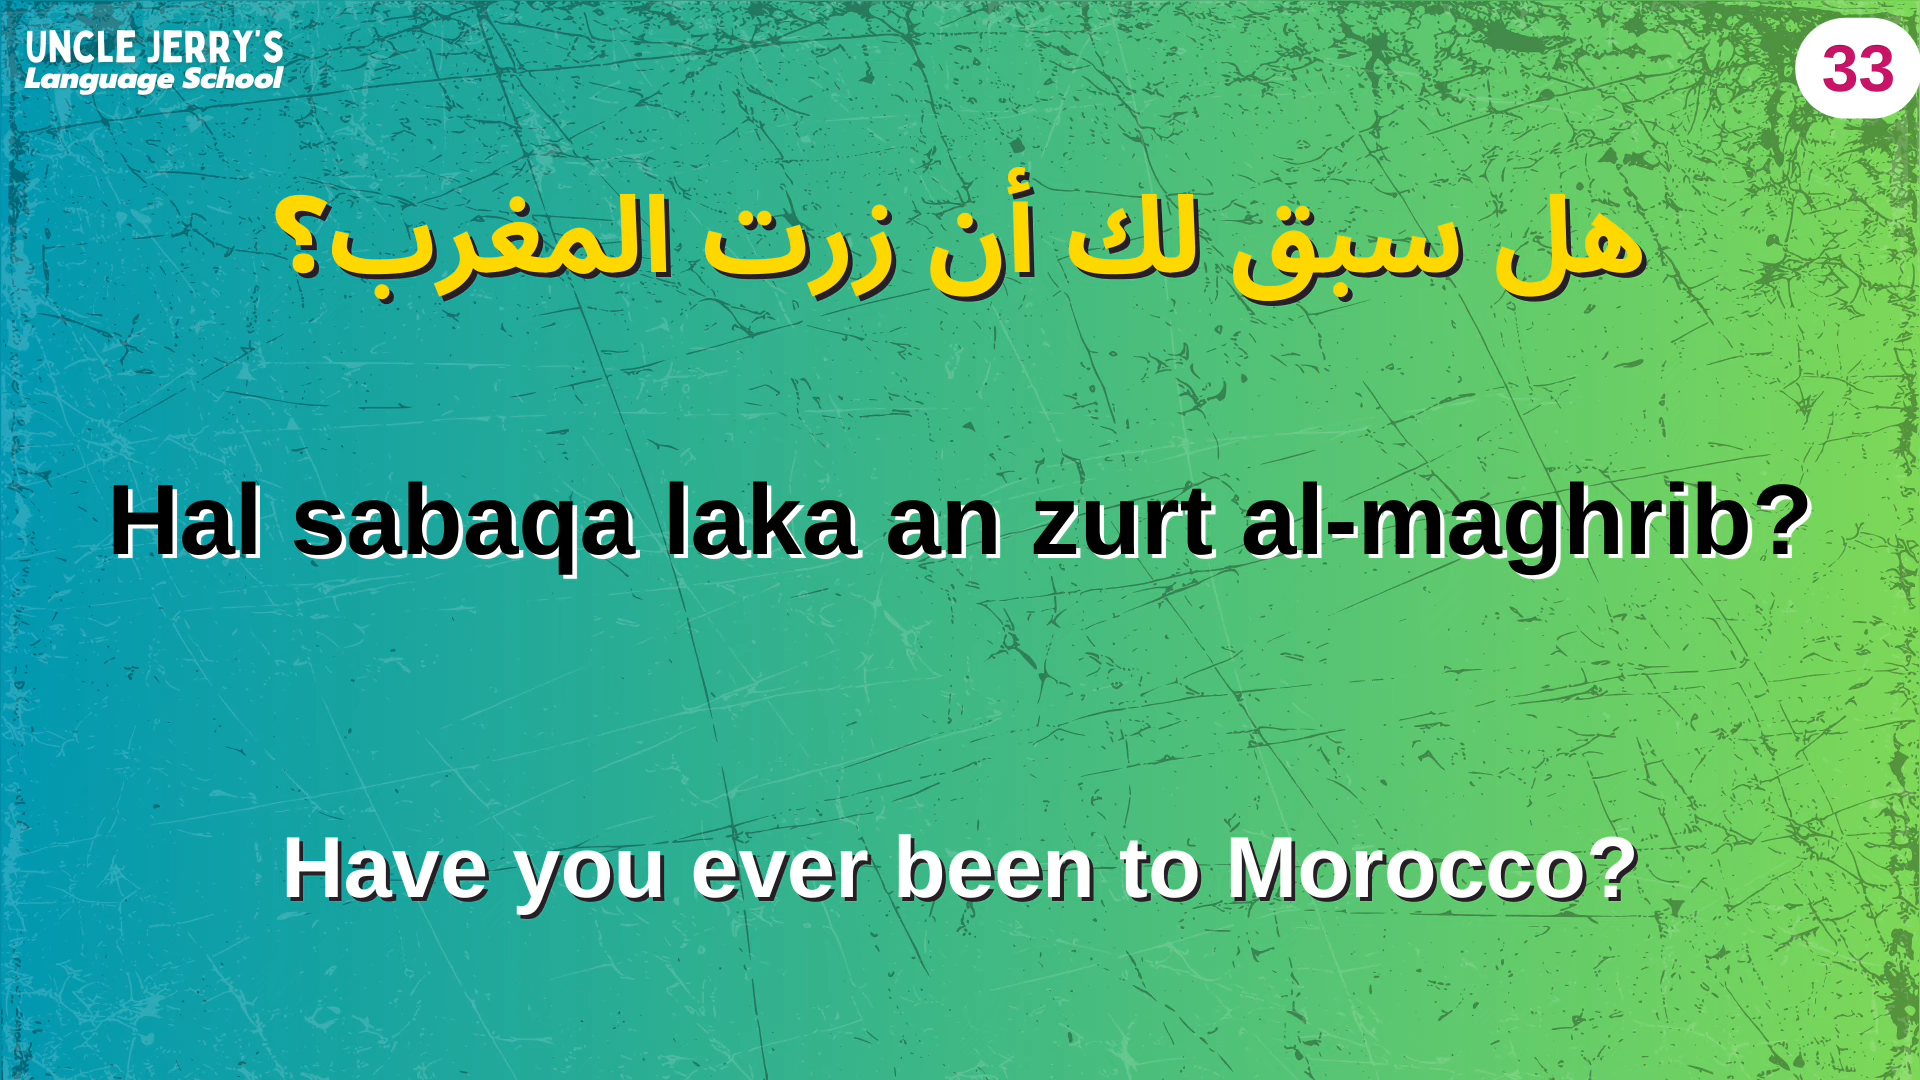 UNCLE JERRY'S
Language School
33
هل سبق لك أن زرت المغرب؟
Hal sabaqa laka an zurt al-maghrib?
Have you ever been to Morocco?